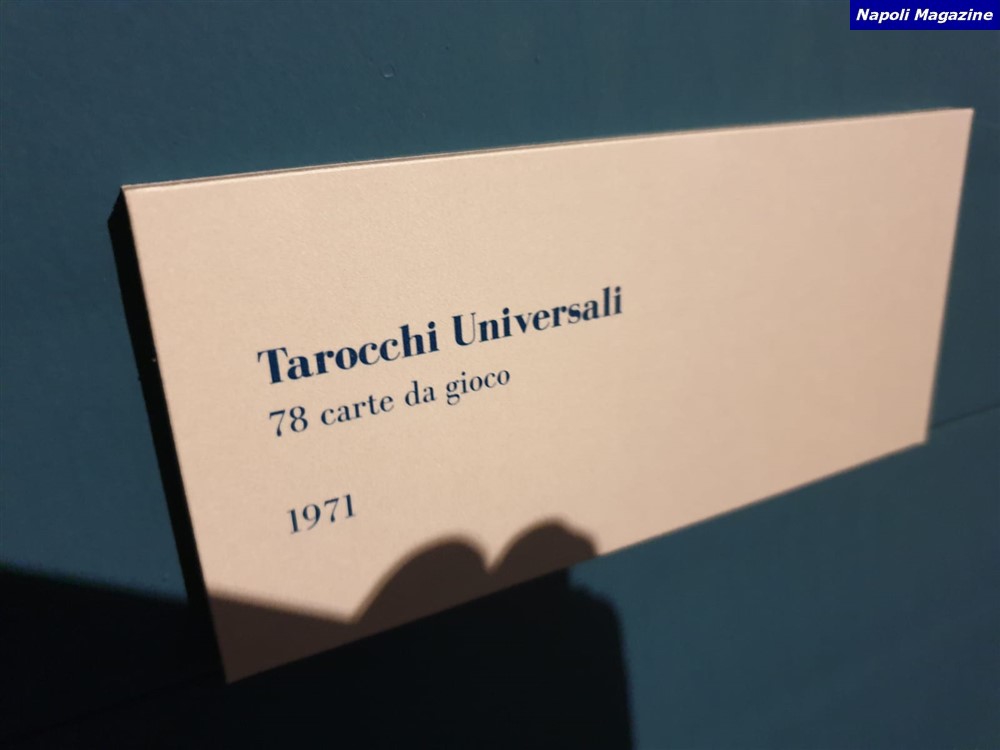 Napoli Magazine
Tarocchi Universali
78 carte da gioco
1971